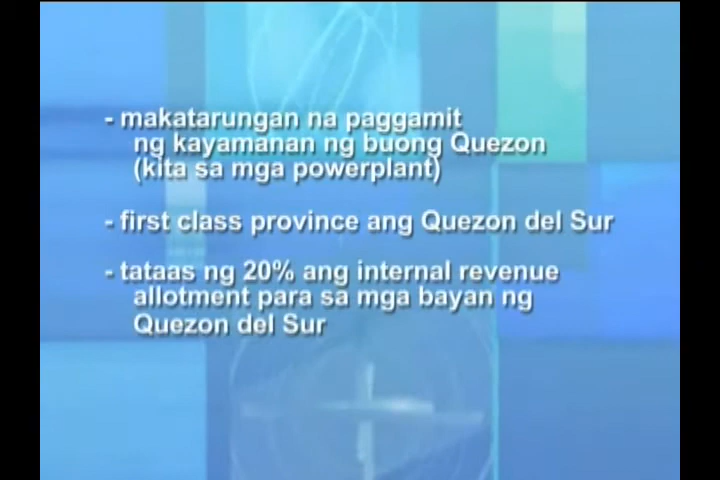 - makatarungan na paggamit
ng kayamanan ng buong Quezon
(kita sa mga powerplant)
- first class province ang Quezon del Sur
- tataas ng 20% ang internal revenue
allotment para sa mga bayan ng
Quezon del Sur